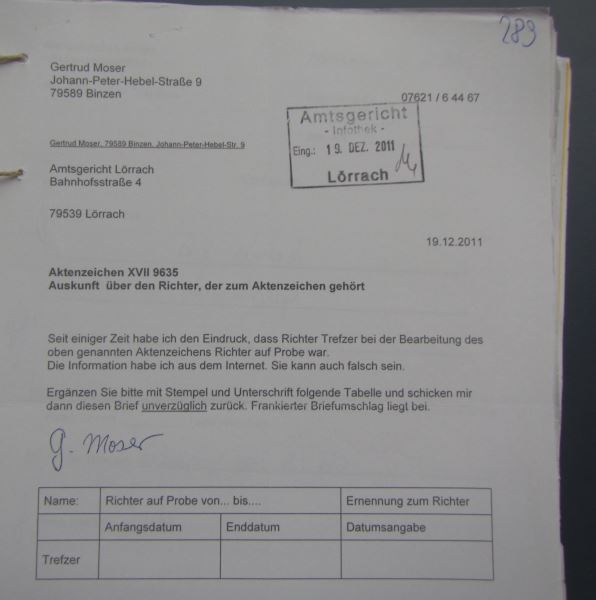 289
Gertrud Moser
Johann-Peter-Hebel-Straße 9
79589 Binzen
07621 / 6 44 67
Amtsgericht
- Infothek -
Eing.: 19. DEZ. 2011
Lörrach
Gertrud Moser, 79589 Binzen, Johann-Peter-Hebel-Str. 9
Amtsgericht Lörrach
Bahnhofsstraße 4
79539 Lörrach
19.12.2011
Aktenzeichen XVII 9635
Auskunft über den Richter, der zum Aktenzeichen gehört
Seit einiger Zeit habe ich den Eindruck, dass Richter Trefzer bei der Bearbeitung des
oben genannten Aktenzeichens Richter auf Probe war.
Die Information habe ich aus dem Internet. Sie kann auch falsch sein.
Ergänzen Sie bitte mit Stempel und Unterschrift folgende Tabelle und schicken mir
dann diesen Brief unverzüglich zurück. Frankierter Briefumschlag liegt bei.
G. Moser
Name: Richter auf Probe von... bis.... Ernennung zum Richter
Anfangsdatum Enddatum Datumsangabe
Trefzer